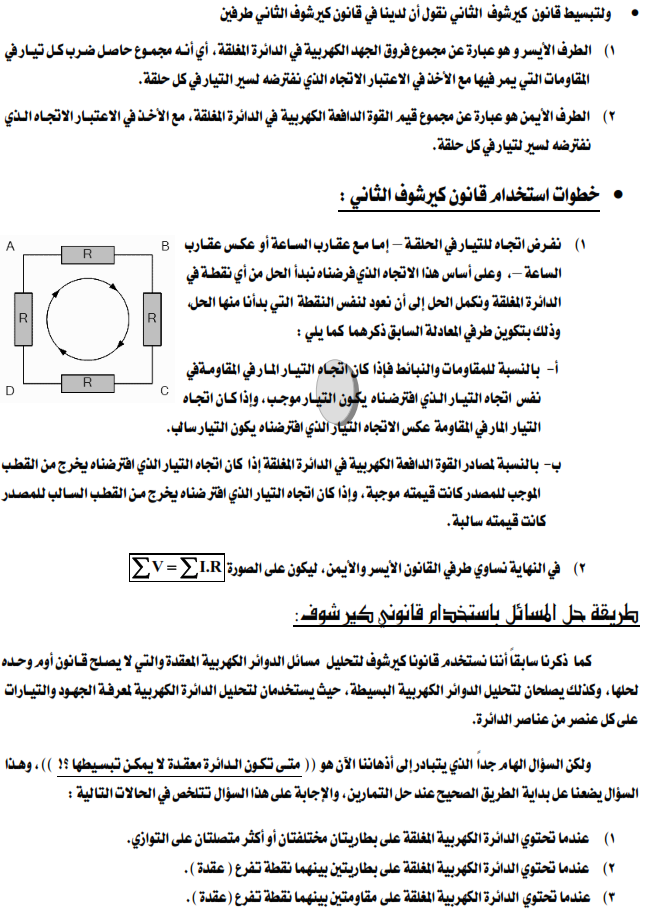 • ولتبسيط قانون كيرشوف الثاني نقول أن لدينا في قانون كيرشوف الثاني طرفين
١) الطرف الأيسر و هو عبارة عن مجموع فروق الجهد الكهربية في الدائرة المغلقة ، أي أنه مجموع حاصل ضرب كل تيار في
المقاومات التي يمر فيها مع الأخذ في الاعتبار الاتجاه الذي نفترضه لسير التيار في كل حلقة.
٢) الطرف الأيمن هو عبارة عن مجموع قيم القوة الدافعة الكهربية في الدائرة المغلقة ، مع الأخذ في الاعتبار الاتجاه الذي
نفترضه لسير لتيار في كل حلقة.
• خطوات استخدام قانون كيرشوف الثاني :
١) نفرض اتجاه للتيار في الحلقة – إما مع عقارب الساعة أو عكس عقارب
الساعة –، وعلى أساس هذا الاتجاه الذي فرضناه نبدأ الحل من أي نقطة في
الدائرة المغلقة ونكمل الحل إلى أن نعود لنفس النقطة التي بدأنا منها الحل،
وذلك بتكوين طرفي المعادلة السابق ذكرهما كما يلي :
A B
R
R R
R
D C
أ- بالنسبة للمقاومات والنبائط فإذا كان اتجاه التيار المار في المقاومة في
نفس اتجاه التيار الذي افترضناه يكون التيار موجب، وإذا كان اتجاه
التيار المار في المقاومة عكس الاتجاه التيار الذي افترضناه يكون التيار سالب.
ب- بالنسبة لمصادر القوة الدافعة الكهربية في الدائرة المغلقة إذا كان اتجاه التيار الذي افترضناه يخرج من القطب
الموجب للمصدر كانت قيمته موجبة ، وإذا كان اتجاه التيار الذي افترضناه يخرج من القطب السالب للمصدر
كانت قيمته سالبة.
٢) في النهاية نساوي طرفي القانون الأيسر والأيمن ، ليكون على الصورة ∑V = ∑I.R
طريقة حل المسائل باستخدام قانوني كيرشوف:
كما ذكرنا سابقاً أننا نستخدم قانونا كيرشوف لتحليل مسائل الدوائر الكهربية المعقدة والتي لا يصلح قانون أوم وحده
لحلها ، وكذلك يصلحان لتحليل الدوائر الكهربية البسيطة ، حيث يستخدمان لتحليل الدائرة الكهربية لمعرفة الجهود والتيارات
على كل عنصر من عناصر الدائرة.
ولكن السؤال الهام جداً الذي يتبادر إلى أذهاننا الآن هو (( متى تكون الدائرة معقدة لا يمكن تبسيطها ؟! )) ، وهذا
السؤال يضعنا عل بداية الطريق الصحيح عند حل التمارين، والإجابة على هذا السؤال تتلخص في الحالات التالية :
١) عندما تحتوي الدائرة الكهربية المغلقة على بطاريتان مختلفتان أو أكثر متصلتان على التوازي.
٢) عندما تحتوي الدائرة الكهربية المغلقة على بطاريتين بينهما نقطة تفرع ( عقدة ).
٣) عندما تحتوي الدائرة الكهربية المغلقة على مقاومتين بينهما نقطة تفرع (عقدة ).